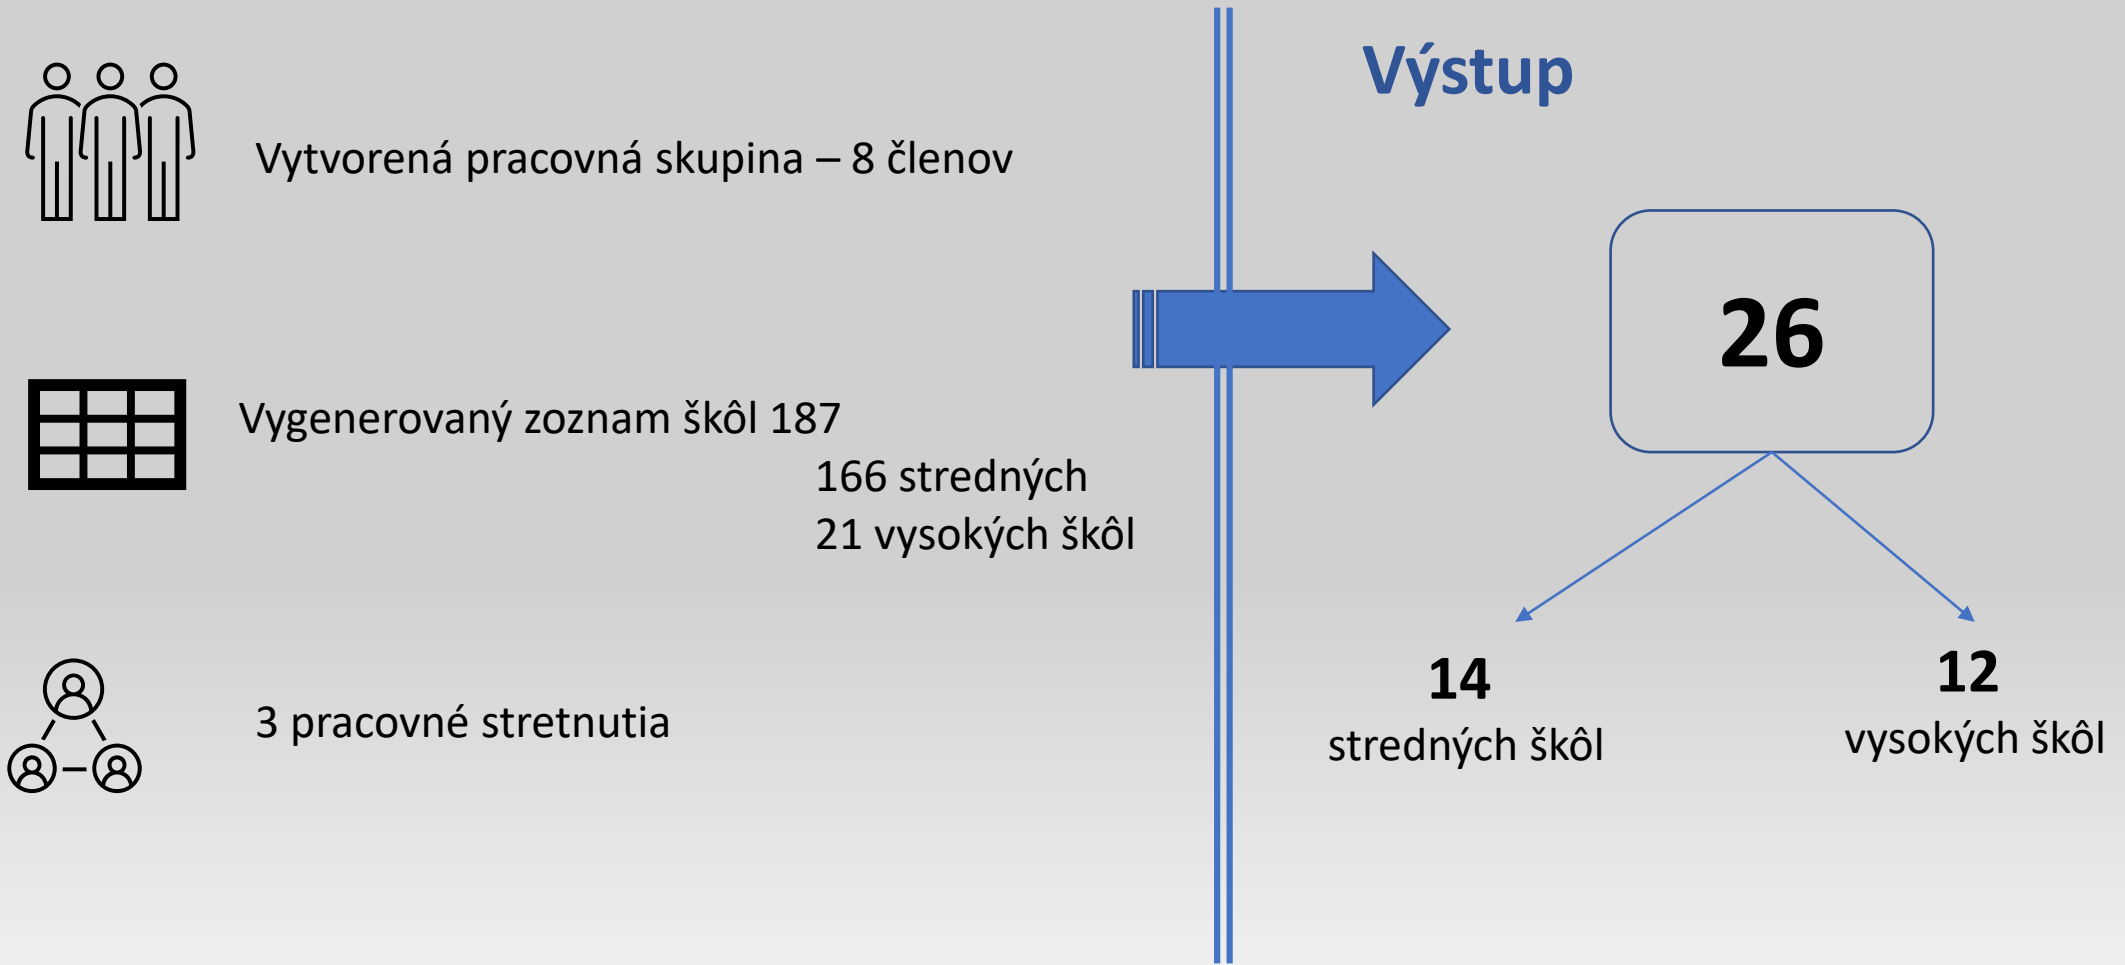 Vytvorená pracovná skupina – 8 členov
Vygenerovaný zoznam škôl 187
166 stredných
21 vysokých škôl
3 pracovné stretnutia
Výstup
26
14
stredných škôl
12
vysokých škôl